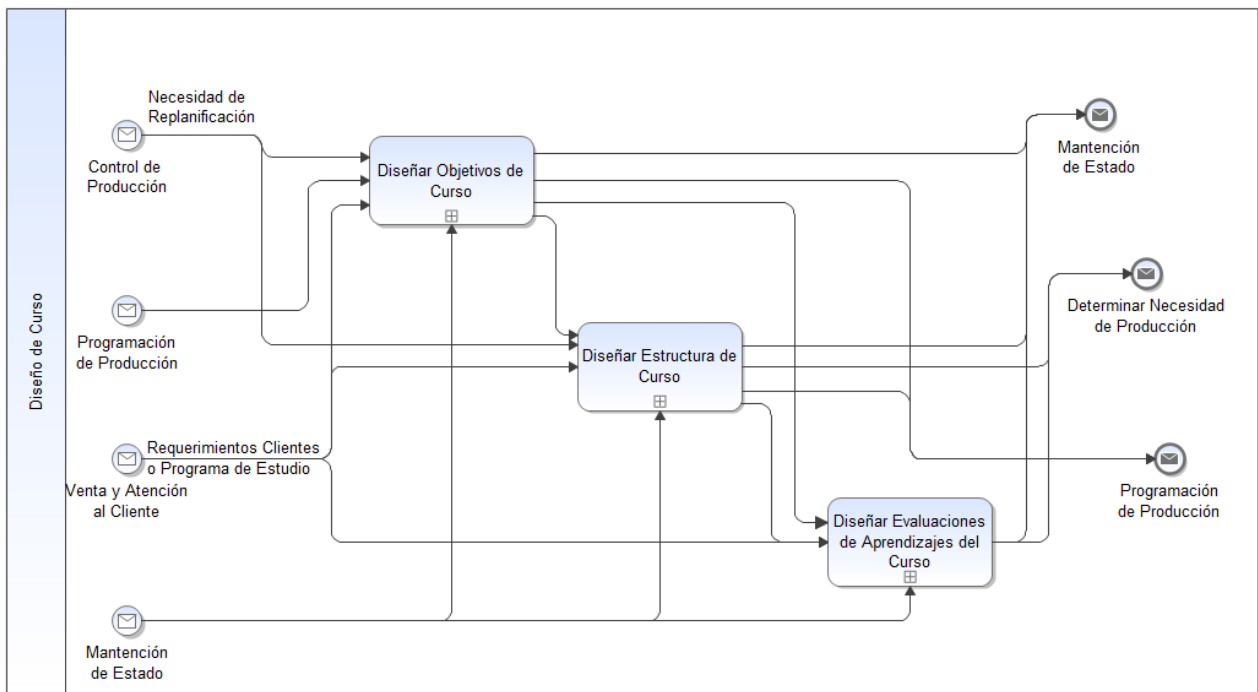 Diseño de Curso
Necesidad de
Replanificación
Control de
Producción
Diseñar Objetivos de
Curso
Mantención
de Estado
Programación
de Producción
Diseñar Estructura de
Curso
Determinar Necesidad
de Producción
Requerimientos Clientes
o Programa de Estudio
Venta y Atención
al Cliente
Programación
de Producción
Diseñar Evaluaciones
de Aprendizajes del
Curso
Mantención
de Estado